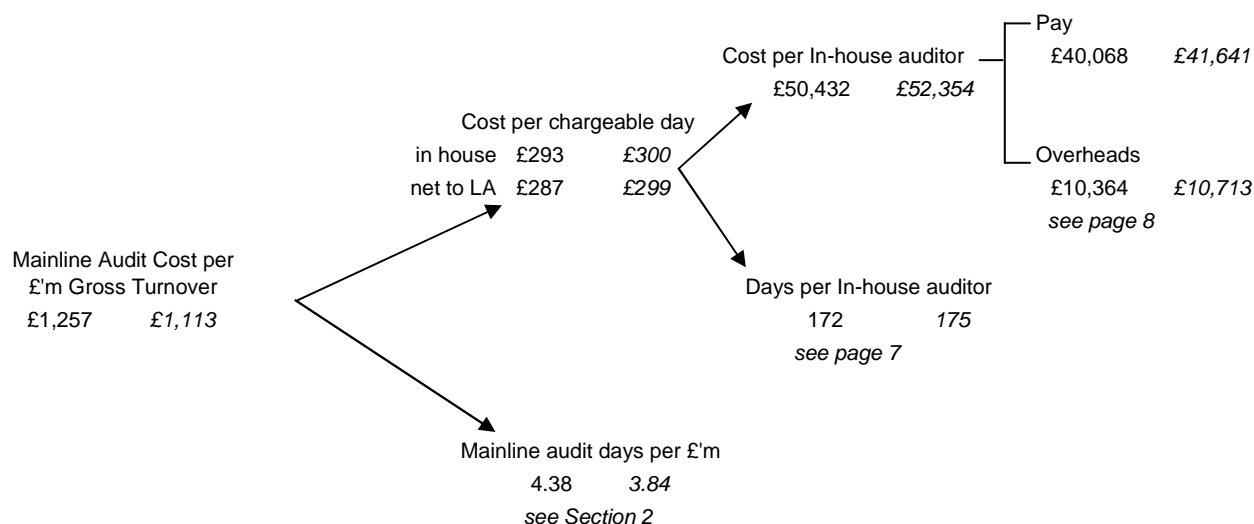 Mainline Audit Cost per
£'m Gross Turnover
£1,257 £1,113
Cost per chargeable day
in house £293 £300
net to LA £287 £299
Mainline audit days per £'m
4.38 3.84
see Section 2
Cost per In-house auditor
£50,432 £52,354
Days per In-house auditor
172 175
see page 7
Pay
£40,068 £41,641
Overheads
£10,364 £10,713
see page 8